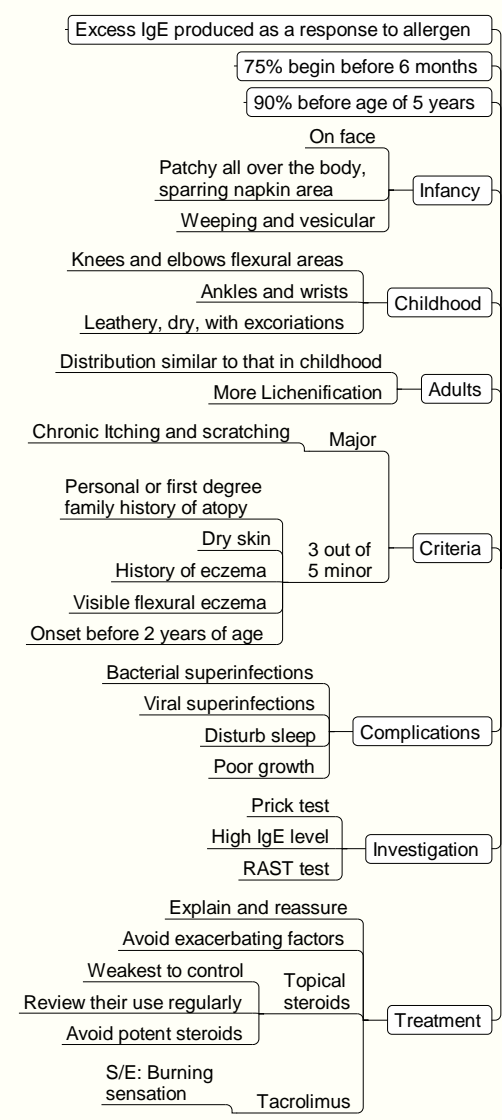 Excess IgE produced as a response to allergen
75% begin before 6 months
90% before age of 5 years
On face
Patchy all over the body,
sparring napkin area
Weeping and vesicular
Infancy
Knees and elbows flexural areas
Ankles and wrists
Leathery, dry, with excoriations
Childhood
Distribution similar to that in childhood
More Lichenification
Adults
Chronic Itching and scratching
Major
Personal or first degree
family history of atopy
Dry skin
History of eczema
Visible flexural eczema
Onset before 2 years of age
3 out of
5 minor
Criteria
Bacterial superinfections
Viral superinfections
Disturb sleep
Poor growth
Complications
Prick test
High IgE level
RAST test
Investigation
Explain and reassure
Avoid exacerbating factors
Weakest to control
Review their use regularly
Avoid potent steroids
Topical
steroids
S/E: Burning
sensation
Tacrolimus
Treatment